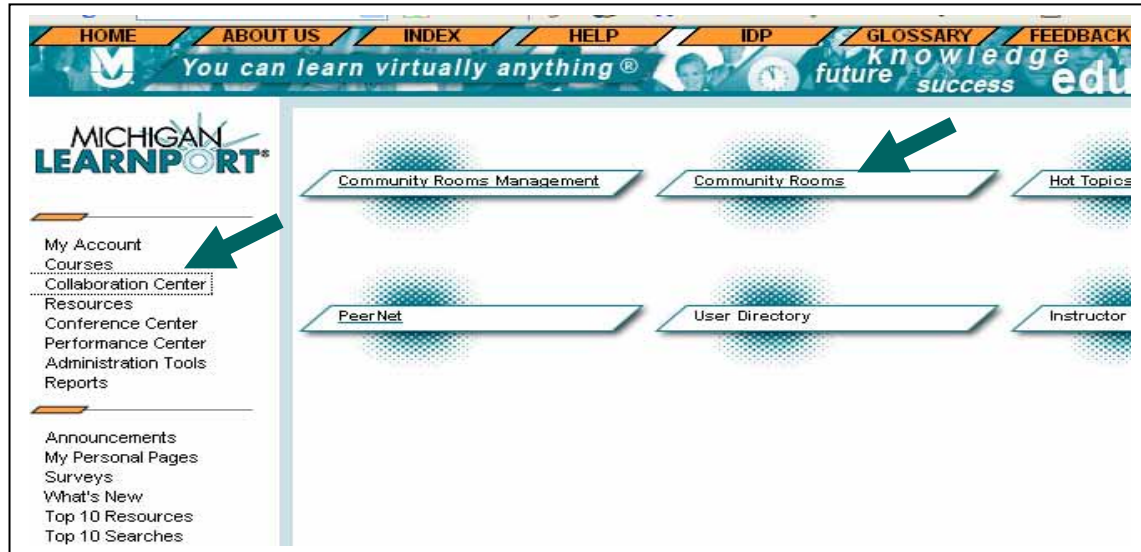 HOME ABOUT US INDEX HELP IDP GLOSSARY FEEDBACK
You can learn virtually anything ®
knowledge
future
success
edu
MICHIGAN
LEARNPORT
Community Rooms Management Community Rooms Hot Topics
My Account
Courses
Collaboration Center
Resources
Conference Center
Performance Center
Administration Tools
Reports
PeerNet User Directory Instructor
Announcements
My Personal Pages
Surveys
What's New
Top 10 Resources
Top 10 Searches